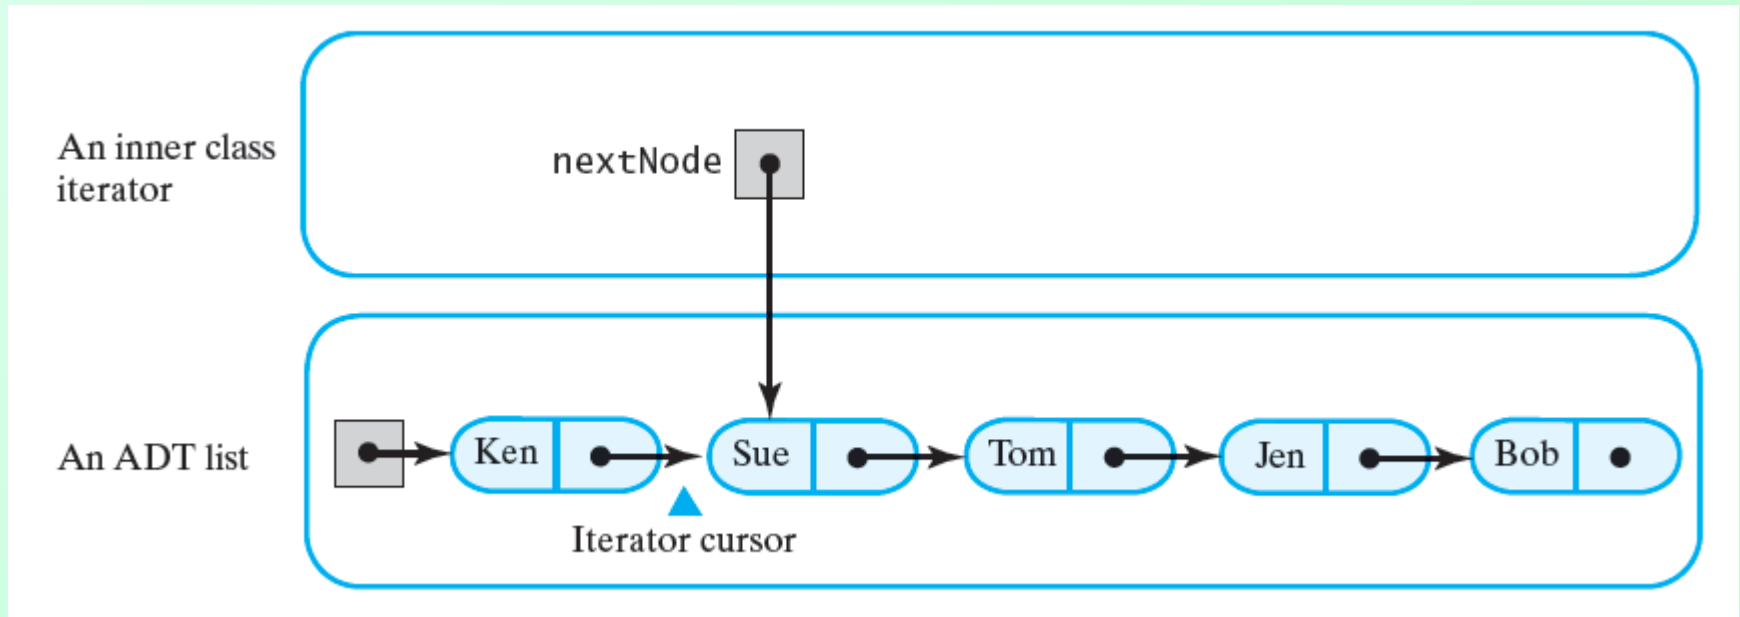 An inner class
iterator
nextNode
An ADT list
Ken
Sue
Tom
Jen
Bob
Iterator cursor